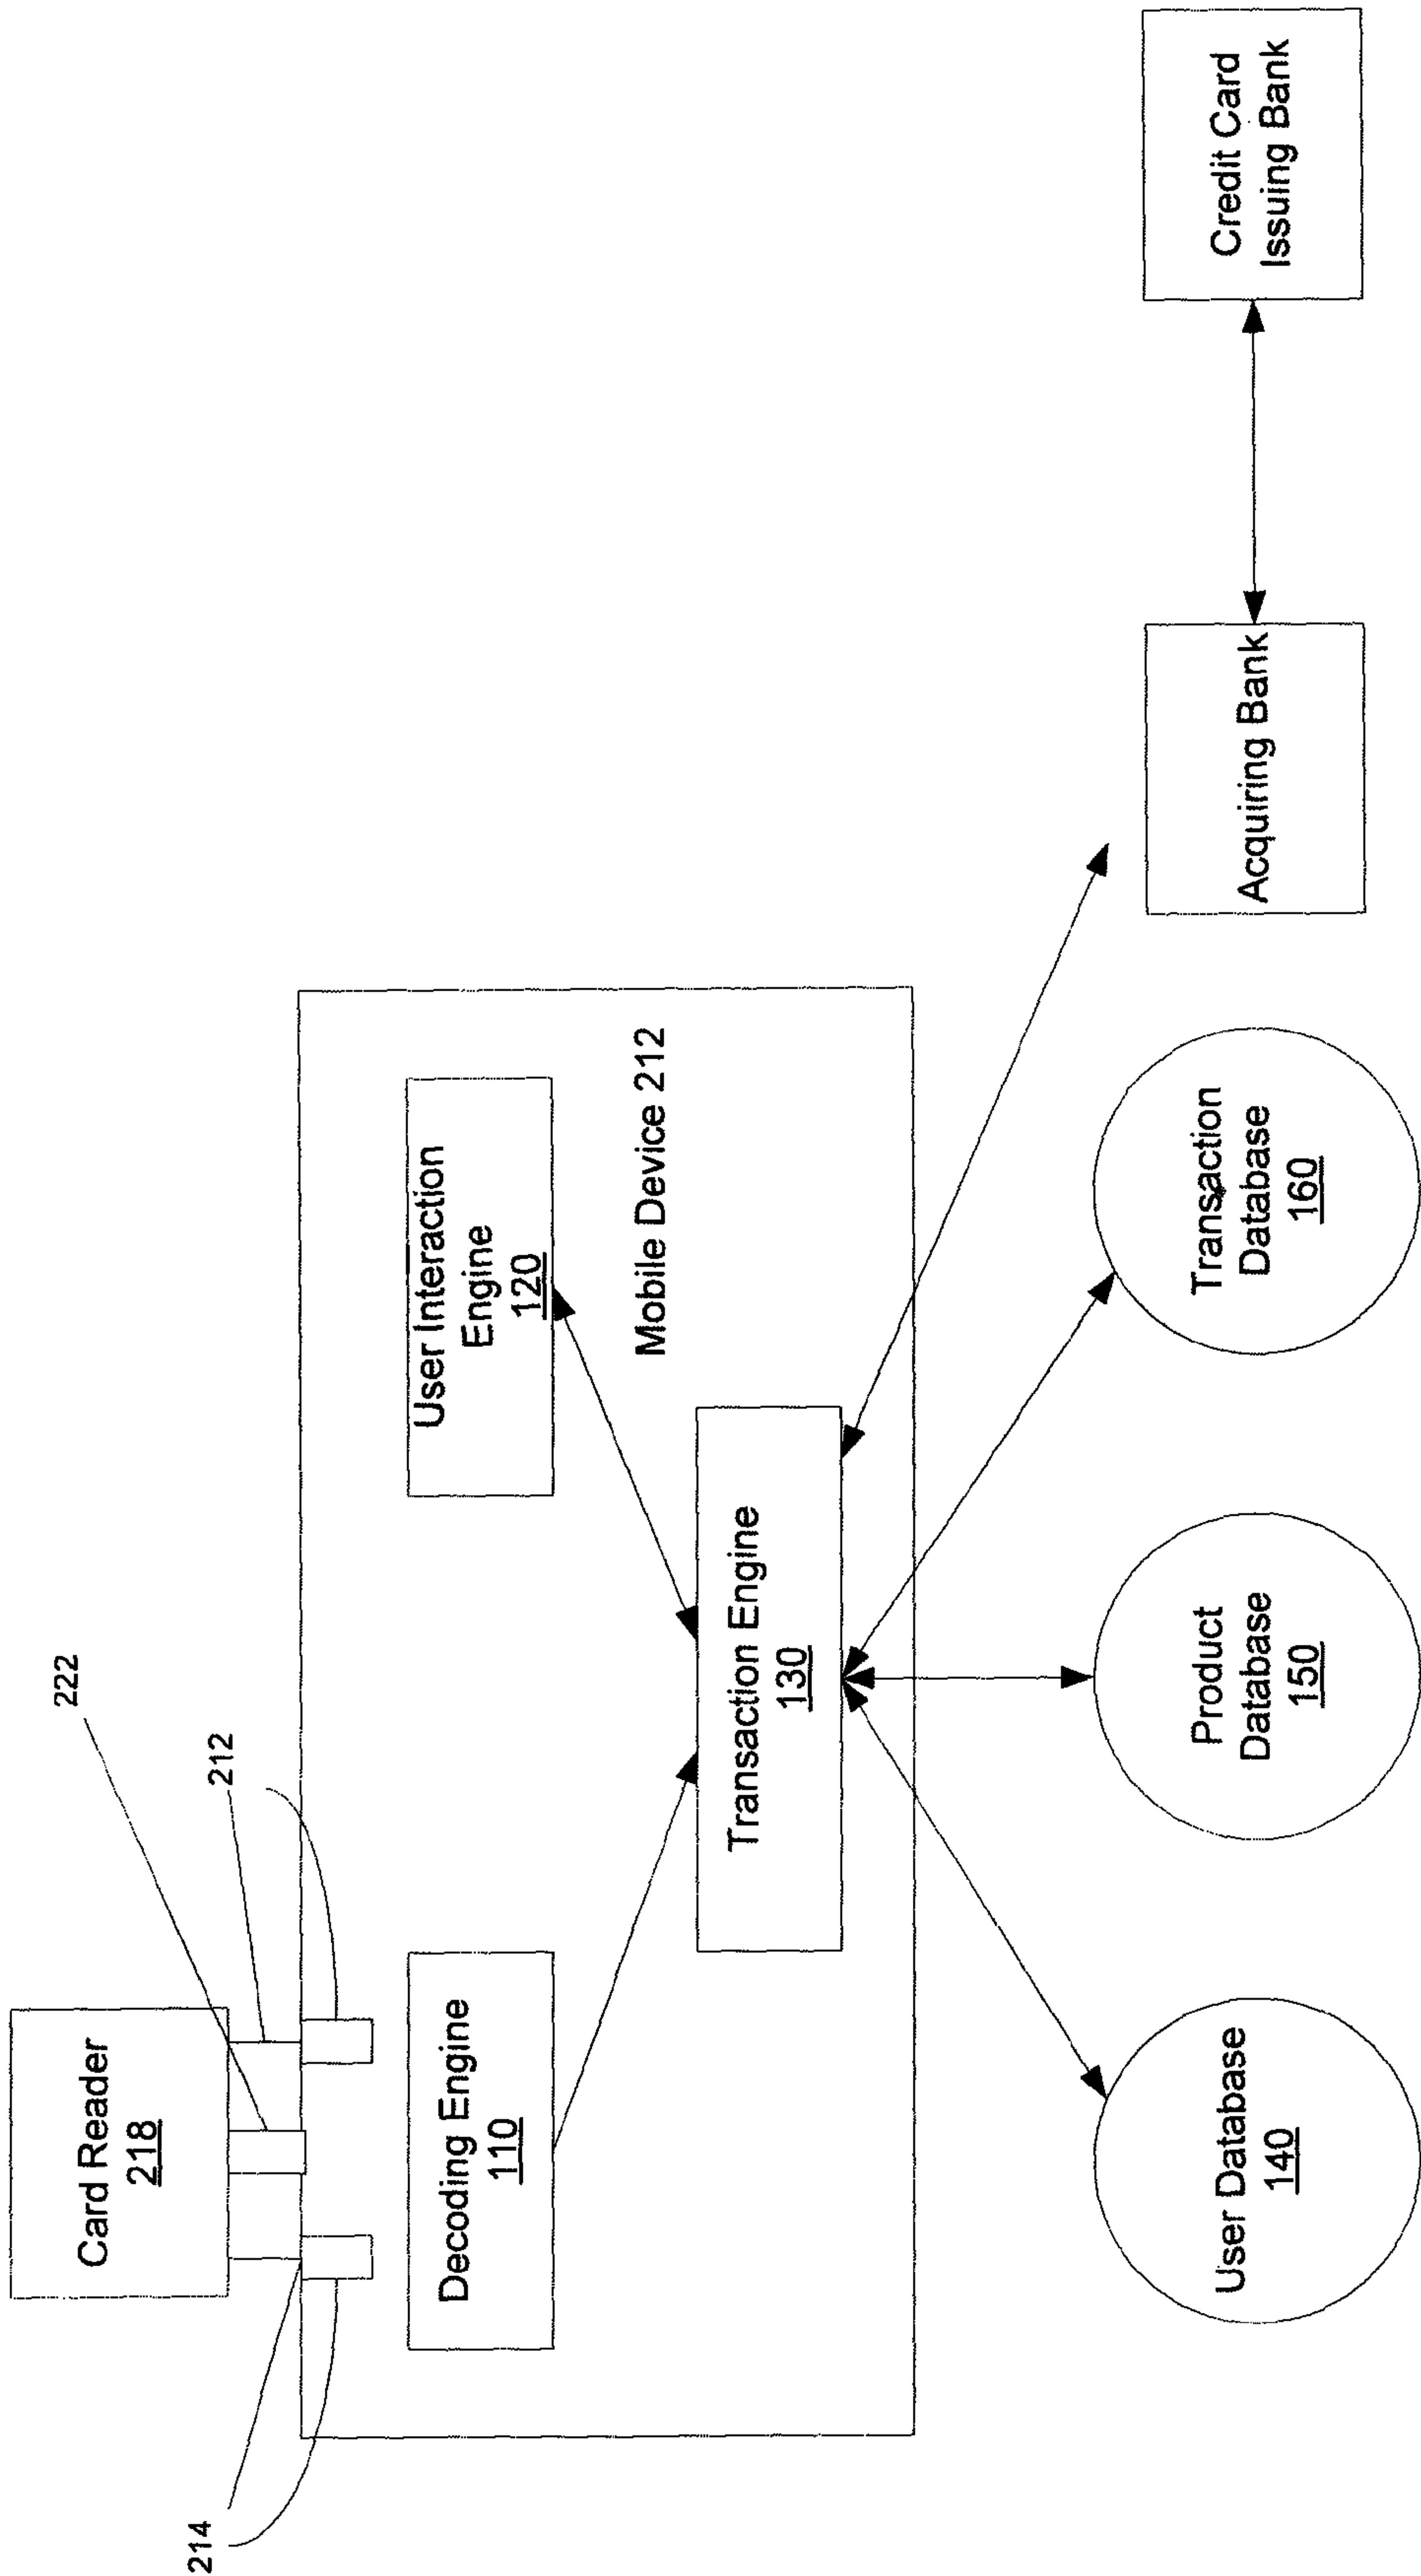 Card Reader
218
222
212
214
Decoding Engine
110
User Interaction
Engine
120
Mobile Device 212
Transaction Engine
130
User Database
140
Product
Database
150
Transaction
Database
160
Acquiring Bank
Credit Card
Issuing Bank